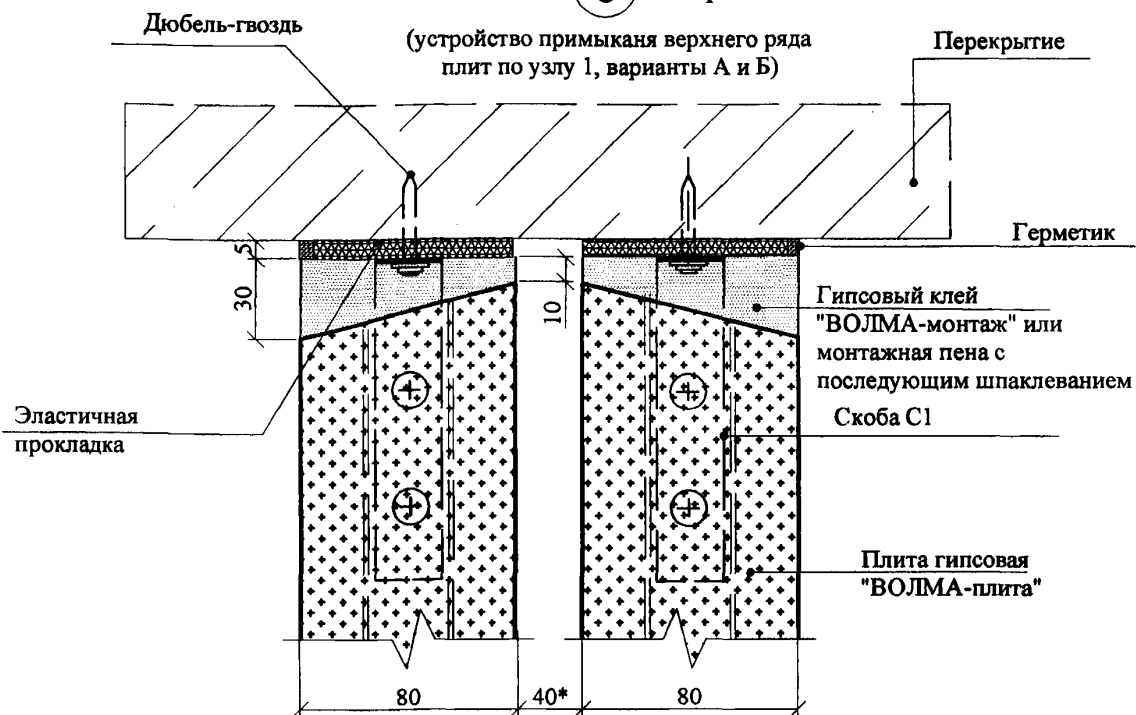 Дюбель-гвоздь
(устройство примыканя верхнего ряда
плит по узлу 1, варианты А и Б)
Перекрытие
5
30
10
Герметик
Гипсовый клей
"ВОЛМА-монтаж" или
монтажная пена с
последующим шпаклеванием
Эластичная
прокладка
Скоба С1
Плита гипсовая
"ВОЛМА-плита"
80
40*
80